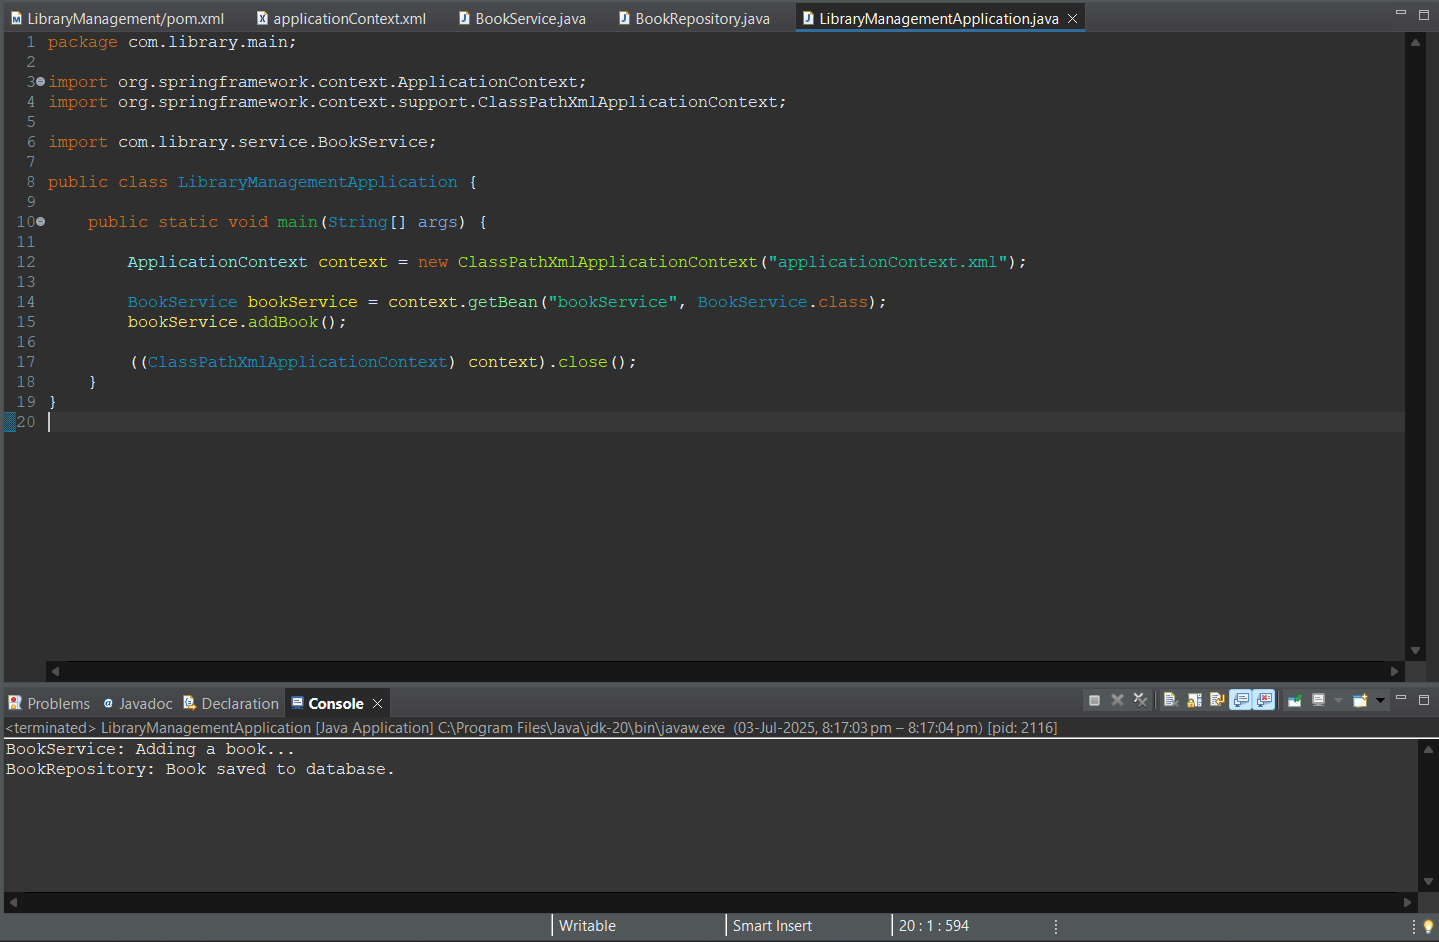 LibraryManagement/pom.xml applicationContext.xml BookService.java BookRepository.java LibraryManagementApplication.java
1 package com.library.main;
2
3 import org.springframework.context.ApplicationContext;
4 import org.springframework.context.support.ClassPathXmlApplicationContext;
5
6 import com.library.service.BookService;
7
8 public class LibraryManagementApplication {
9
10     public static void main(String[] args) {
11
12         ApplicationContext context = new ClassPathXmlApplicationContext("applicationContext.xml");
13
14         BookService bookService = context.getBean("bookService", BookService.class);
15         bookService.addBook();
16
17         ((ClassPathXmlApplicationContext) context).close();
18     }
19 }
20
Problems Javadoc Declaration Console
<terminated> LibraryManagementApplication [Java Application] C:\Program Files\Java\jdk-20\bin\javaw.exe (03-Jul-2025, 8:17:03 pm – 8:17:04 pm) [pid: 2116]
BookService: Adding a book...
BookRepository: Book saved to database.
Writable Smart Insert 20 : 1 : 594